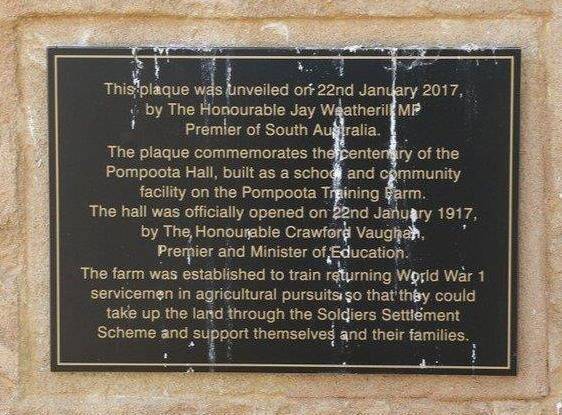 This plaque was unveiled on 22nd January 2017,
by The Honourable Jay Weatherill MP
Premier of South Australia.
The plaque commemorates the centenary of the
Pompoota Hall, built as a school and community
facility on the Pompoota Training Farm.
The hall was officially opened on 22nd January 1917,
by The Honourable Crawford Vaughan,
Premier and Minister of Education.
The farm was established to train returning World War 1
servicemen in agricultural pursuits so that they could
take up the land through the Soldiers Settlement
Scheme and support themselves and their families.